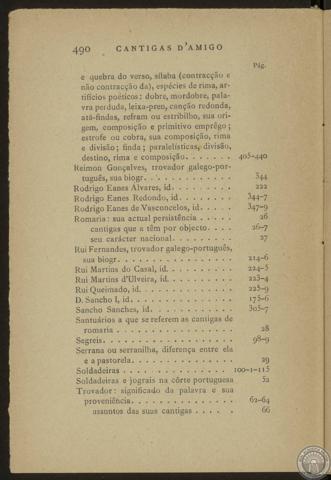 490 CANTIGAS D'AMIGO
Pág.
e quebra do verso, sílaba (contracção e
não contracção da), espécies de rima, ar-
tifícios poéticos: dobre, mordobre, pala-
vra perduda, leixa-pren, canção redonda,
atá-findas, refram ou estribilho, sua ori-
gem, composição e primitivo emprêgo;
estrofe ou cobra, sua composição, rima
e divisão; finda; paralelísticas, divisão,
destino, rima e composição . . . . . . . 405-440
Reimon Gonçalves, trovador galego-por-
tuguês, sua biogr. . . . . . . . . . . . 344
Rodrigo Eanes Alvares, id. . . . . . . . . 222
Rodrigo Eanes Redondo, id. . . . . . . . 344-7
Rodrigo Eanes de Vasconcelos, id. . . . . 347-9
Romaria: sua actual persistência . . . . . 26
cantigas que a têm por objecto. . . . 26-7
seu carácter nacional. . . . . . . . . 27
Rui Fernandes, trovador galego-português,
sua biogr. . . . . . . . . . . . . . . 214-6
Rui Martins do Casal, id. . . . . . . . . 224-5
Rui Martins d'Ulveira, id. . . . . . . . . 223-4
Rui Queimado, id. . . . . . . . . . . . 225-9
D. Sancho I, id. . . . . . . . . . . . . 175-6
Sancho Sanches, id. . . . . . . . . . . 305-7
Santuários a que se referem as cantigas de
romaria . . . . . . . . . . . . . . . 28
Segreis. . . . . . . . . . . . . . . . . 98-9
Serrana ou serranilha, diferença entre ela
e a pastorela. . . . . . . . . . . . . 29
Soldadeiras . . . . . . . . . . . . . . 100-1-115
Soldadeiras e jograis na côrte portuguesa 52
Trovador: significado da palavra e sua
proveniência. . . . . . . . . . . . . 62-64
assuntos das suas cantigas . . . . . 66